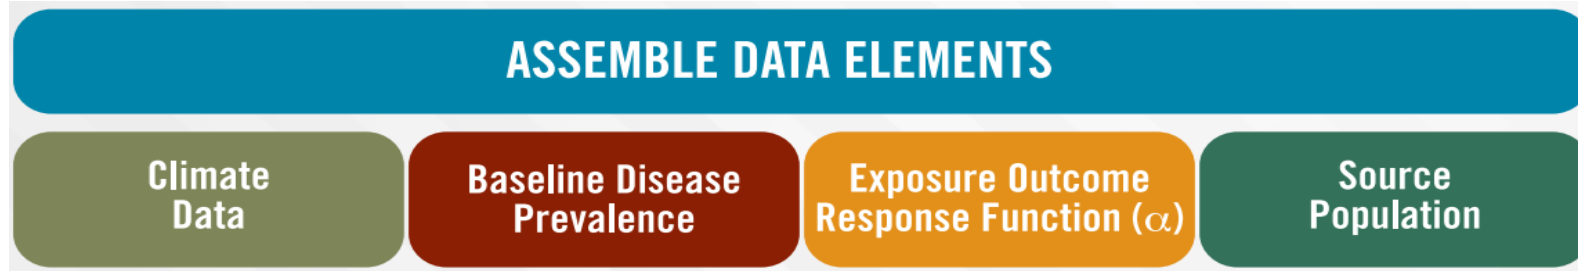 ASSEMBLE DATA ELEMENTS
Climate
Data
Baseline Disease
Prevalence
Exposure Outcome
Response Function (α)
Source
Population